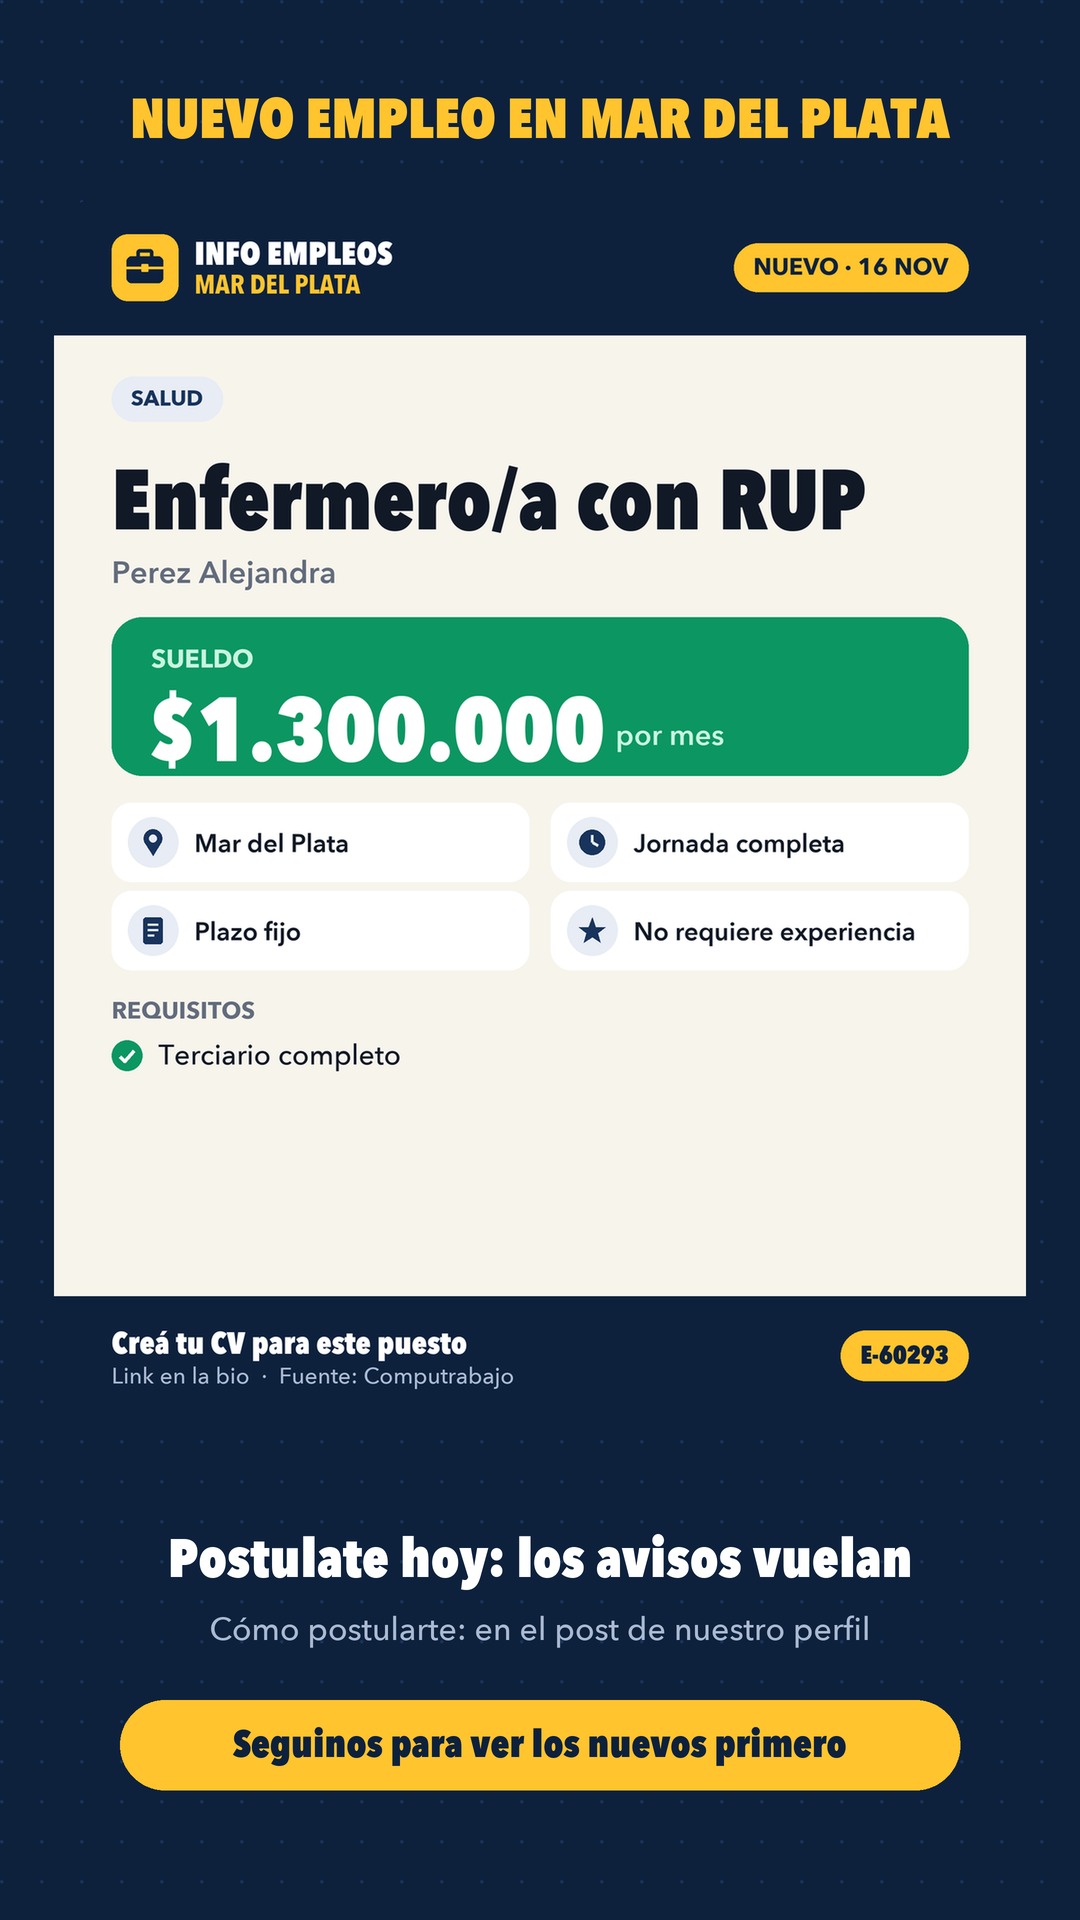 NUEVO EMPLEO EN MAR DEL PLATA
INFO EMPLEOS
MAR DEL PLATA
NUEVO · 16 NOV
SALUD
Enfermero/a con RUP
Perez Alejandra
SUELDO
$1.300.000 por mes
Mar del Plata
Jornada completa
Plazo fijo
No requiere experiencia
REQUISITOS
Terciario completo
Creá tu CV para este puesto
Link en la bio · Fuente: Computrabajo
E-60293
Postulate hoy: los avisos vuelan
Cómo postularte: en el post de nuestro perfil
Seguinos para ver los nuevos primero